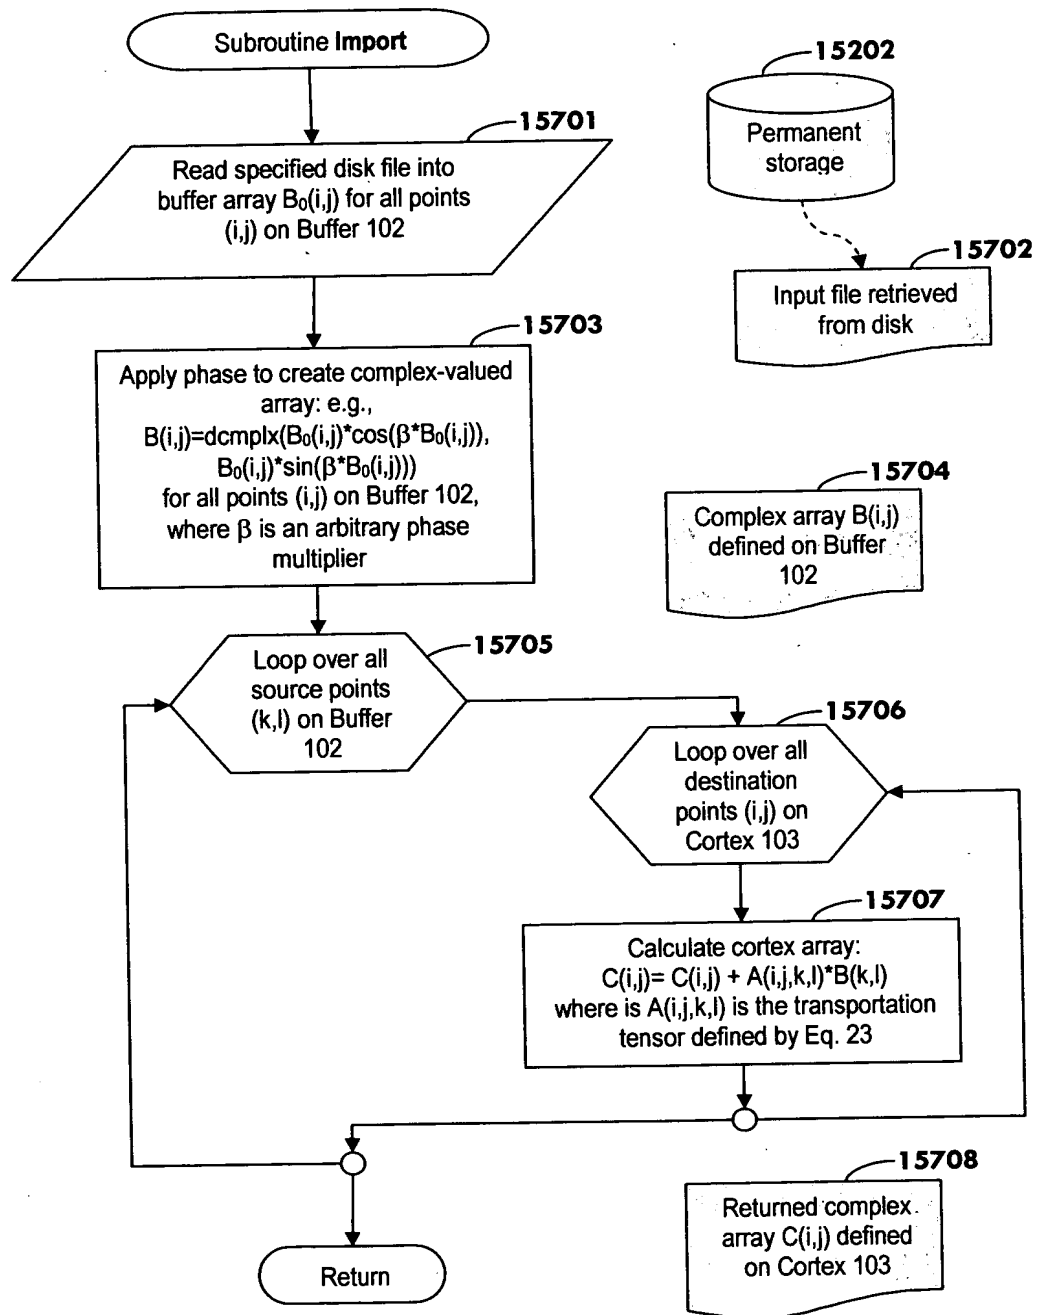 Subroutine Import
15202
Permanent
storage
15701
Read specified disk file into
buffer array B₀(i,j) for all points
(i,j) on Buffer 102
15702
Input file retrieved
from disk
15703
Apply phase to create complex-valued
array: e.g.,
B(i,j)=dcmplx(B₀(i,j)*cos(β*B₀(i,j)),
B₀(i,j)*sin(β*B₀(i,j)))
for all points (i,j) on Buffer 102,
where β is an arbitrary phase
multiplier
15704
Complex array B(i,j)
defined on Buffer
102
15705
Loop over all
source points
(k,l) on Buffer
102
15706
Loop over all
destination
points (i,j) on
Cortex 103
15707
Calculate cortex array:
C(i,j)= C(i,j) + A(i,j,k,l)*B(k,l)
where is A(i,j,k,l) is the transportation
tensor defined by Eq. 23
15708
Returned complex
array C(i,j) defined
on Cortex 103
Return